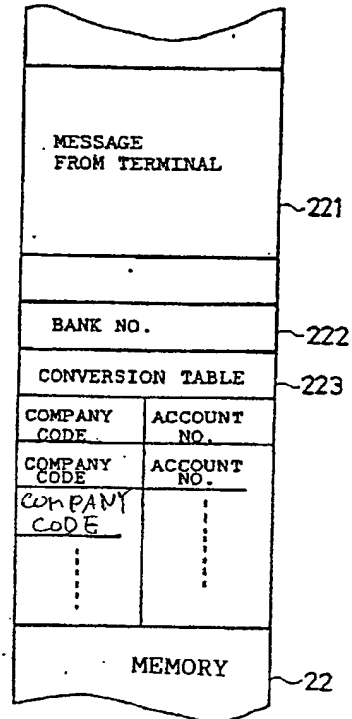 MESSAGE
FROM TERMINAL
221
BANK NO.
222
CONVERSION TABLE
223
COMPANY CODE
ACCOUNT NO.
COMPANY CODE
ACCOUNT NO.
COMPANY CODE
MEMORY
22